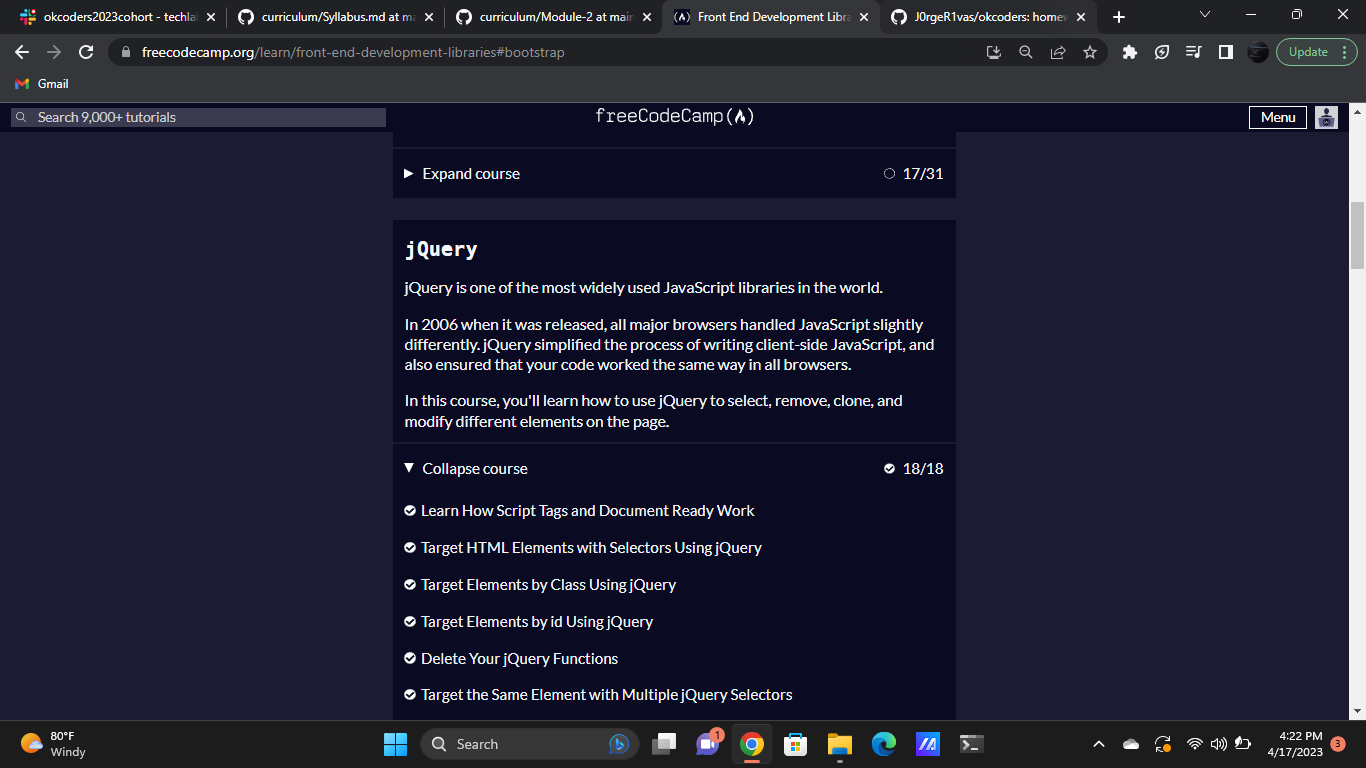 okcoders2023cohort - techla
curriculum/Syllabus.md at ma
curriculum/Module-2 at main
Front End Development Libra
J0rgeR1vas/okcoders: homew
freecodecamp.org/learn/front-end-development-libraries#bootstrap
Update
Gmail
Search 9,000+ tutorials
freeCodeCamp
Menu
Expand course
17/31
jQuery
jQuery is one of the most widely used JavaScript libraries in the world.
In 2006 when it was released, all major browsers handled JavaScript slightly
differently. jQuery simplified the process of writing client-side JavaScript, and
also ensured that your code worked the same way in all browsers.
In this course, you'll learn how to use jQuery to select, remove, clone, and
modify different elements on the page.
Collapse course
18/18
Learn How Script Tags and Document Ready Work
Target HTML Elements with Selectors Using jQuery
Target Elements by Class Using jQuery
Target Elements by id Using jQuery
Delete Your jQuery Functions
Target the Same Element with Multiple jQuery Selectors
80°F
Windy
Search
1
4:22 PM
4/17/2023
3